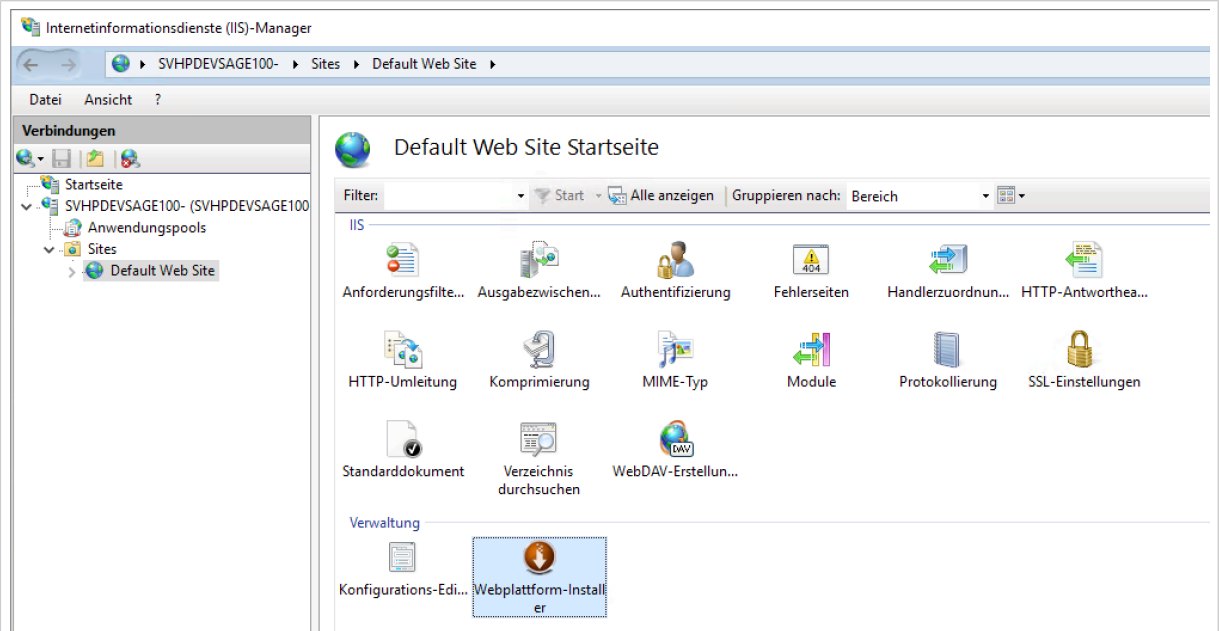 Internetinformationsdienste (IIS)-Manager
SVHPDEVSAGE100- Sites Default Web Site
Datei Ansicht ?
Verbindungen
Startseite
SVHPDEVSAGE100- (SVHPDEVSAGE100
Anwendungspools
Sites
Default Web Site
Default Web Site Startseite
Filter: Start Alle anzeigen Gruppieren nach: Bereich
IIS
Anforderungsfilte... Ausgabezwischen... Authentifizierung Fehlerseiten Handlerzuordnun... HTTP-Antworthea...
404
HTTP-Umleitung Komprimierung MIME-Typ Module Protokollierung SSL-Einstellungen
DAV
Standarddokument Verzeichnis durchsuchen WebDAV-Erstellun...
Verwaltung
Konfigurations-Edi... Webplattform-Install
er